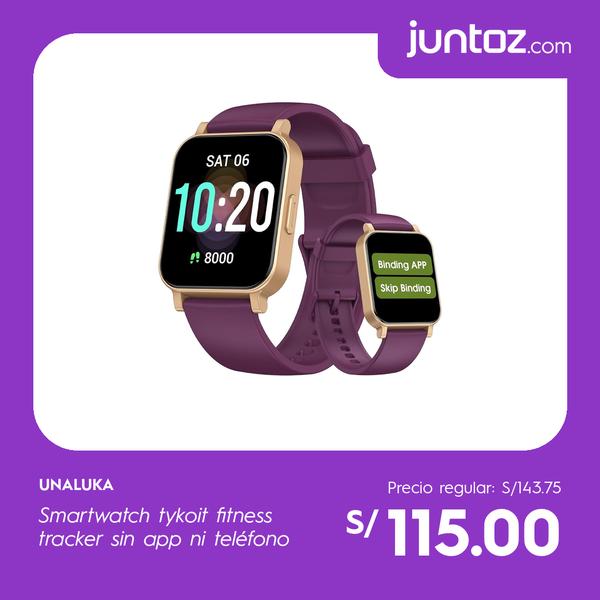 juntoz.com
SAT 06
10:20
8000
Binding APP
Skip Binding
UNALUKA
Smartwatch tykoit fitness
tracker sin app ni teléfono
Precio regular: S/143.75
S/ 115.00